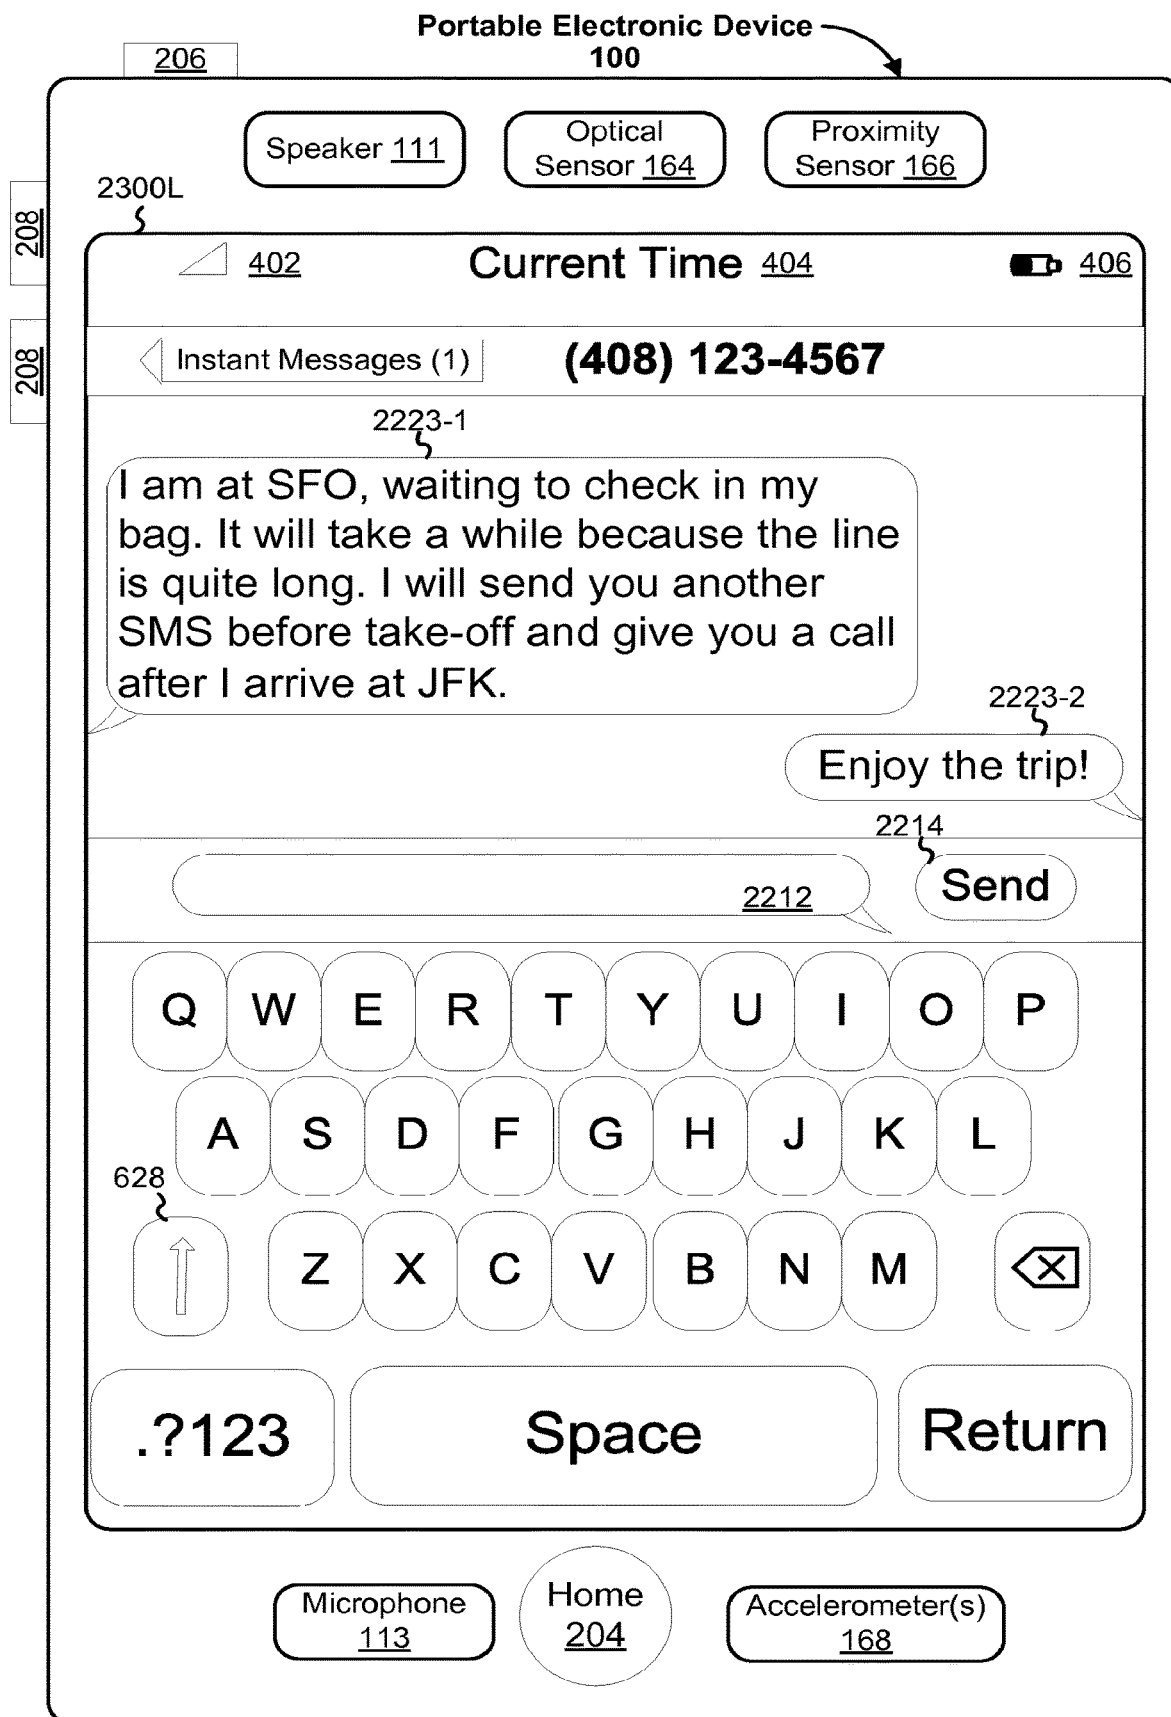 Portable Electronic Device
100
206
Speaker 111
Optical
Sensor 164
Proximity
Sensor 166
2300L
208
208
402
Current Time 404
406
Instant Messages (1)
(408) 123-4567
2223-1
I am at SFO, waiting to check in my
bag. It will take a while because the line
is quite long. I will send you another
SMS before take-off and give you a call
after I arrive at JFK.
2223-2
Enjoy the trip!
2214
2212
Send
Q W E R T Y U I O P
A S D F G H J K L
628
Z X C V B N M
.?123
Space
Return
Microphone
113
Home
204
Accelerometer(s)
168